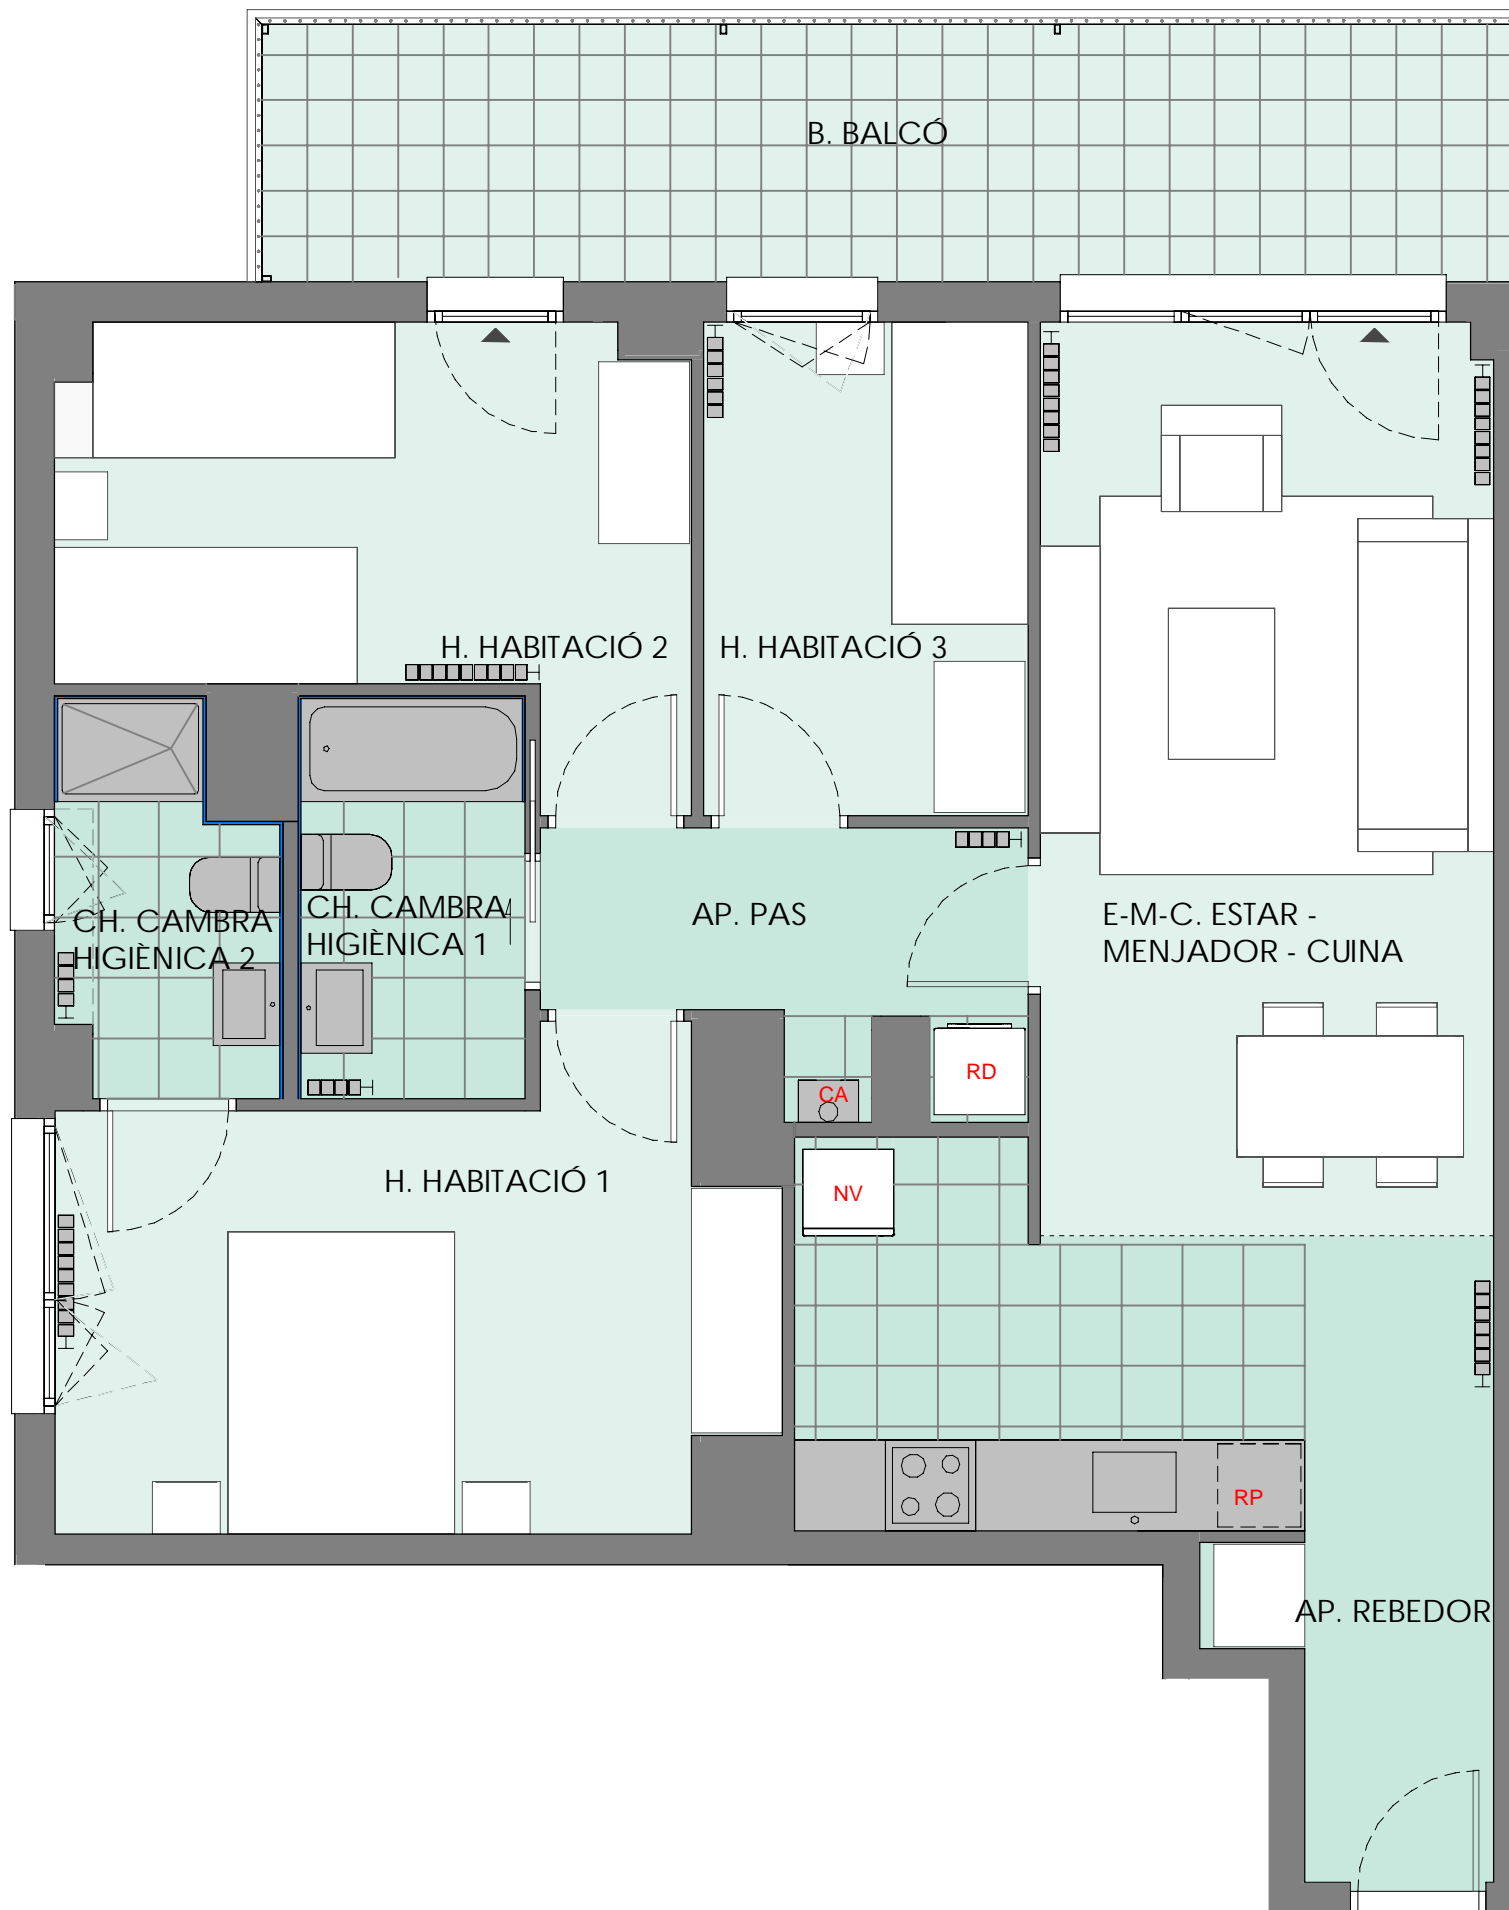 B. BALCÓ
H. HABITACIÓ 2
H. HABITACIÓ 3
CH. CAMBRA
HIGIÈNICA 2
CH. CAMBRA
HIGIÈNICA 1
AP. PAS
E-M-C. ESTAR -
MENJADOR - CUINA
RD
CA
NV
H. HABITACIÓ 1
RP
AP. REBEDOR